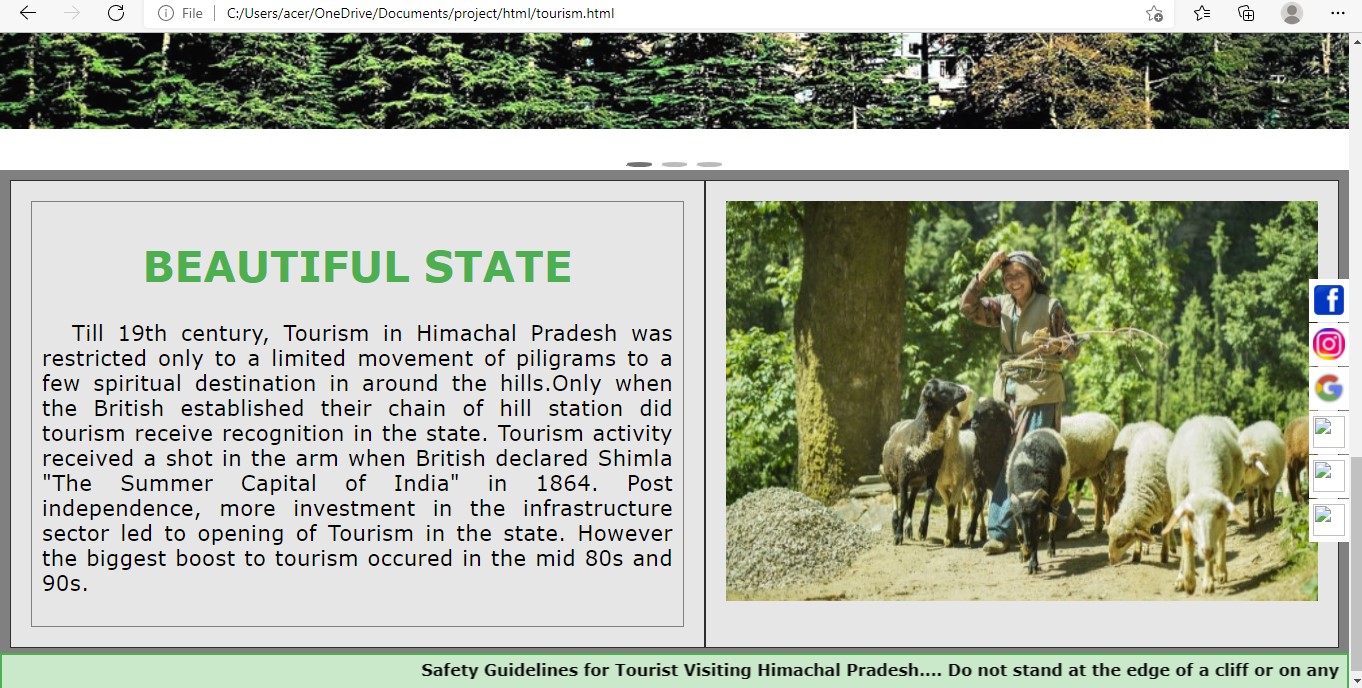 File
C:/Users/acer/OneDrive/Documents/project/html/tourism.html
BEAUTIFUL STATE
Till 19th century, Tourism in Himachal Pradesh was
restricted only to a limited movement of piligrams to a
few spiritual destination in around the hills.Only when
the British established their chain of hill station did
tourism receive recognition in the state. Tourism activity
received a shot in the arm when British declared Shimla
"The Summer Capital of India" in 1864. Post
independence, more investment in the infrastructure
sector led to opening of Tourism in the state. However
the biggest boost to tourism occured in the mid 80s and
90s.
Safety Guidelines for Tourist Visiting Himachal Pradesh.... Do not stand at the edge of a cliff or on any